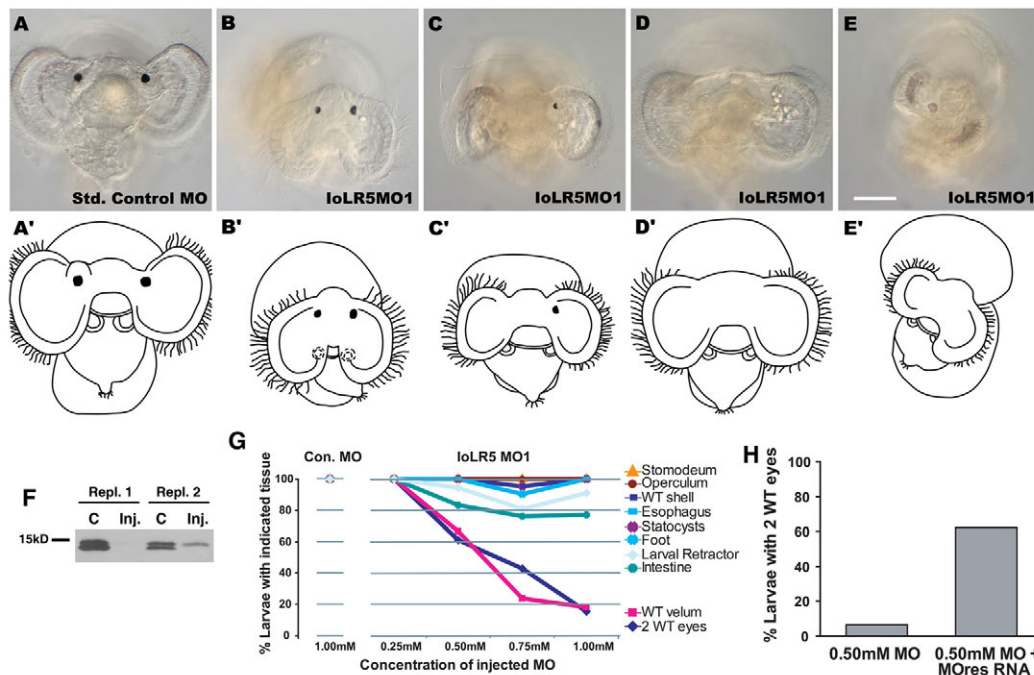 A
B
C
D
E
Std. Control MO
IoLR5MO1
IoLR5MO1
IoLR5MO1
IoLR5MO1
A'
B'
C'
D'
E'
F
Repl. 1 Repl. 2
C Inj. C Inj.
15kD
G
Con. MO IoLR5 MO1
% Larvae with indicated tissue
100
80
60
40
20
0
1.00mM 0.25mM 0.50mM 0.75mM 1.00mM
Concentration of injected MO
Stomodeum
Operculum
WT shell
Esophagus
Statocysts
Foot
Larval Retractor
Intestine
WT velum
2 WT eyes
H
% Larvae with 2 WT eyes
100
80
60
40
20
0
0.50mM MO
0.50mM MO +
MOres RNA